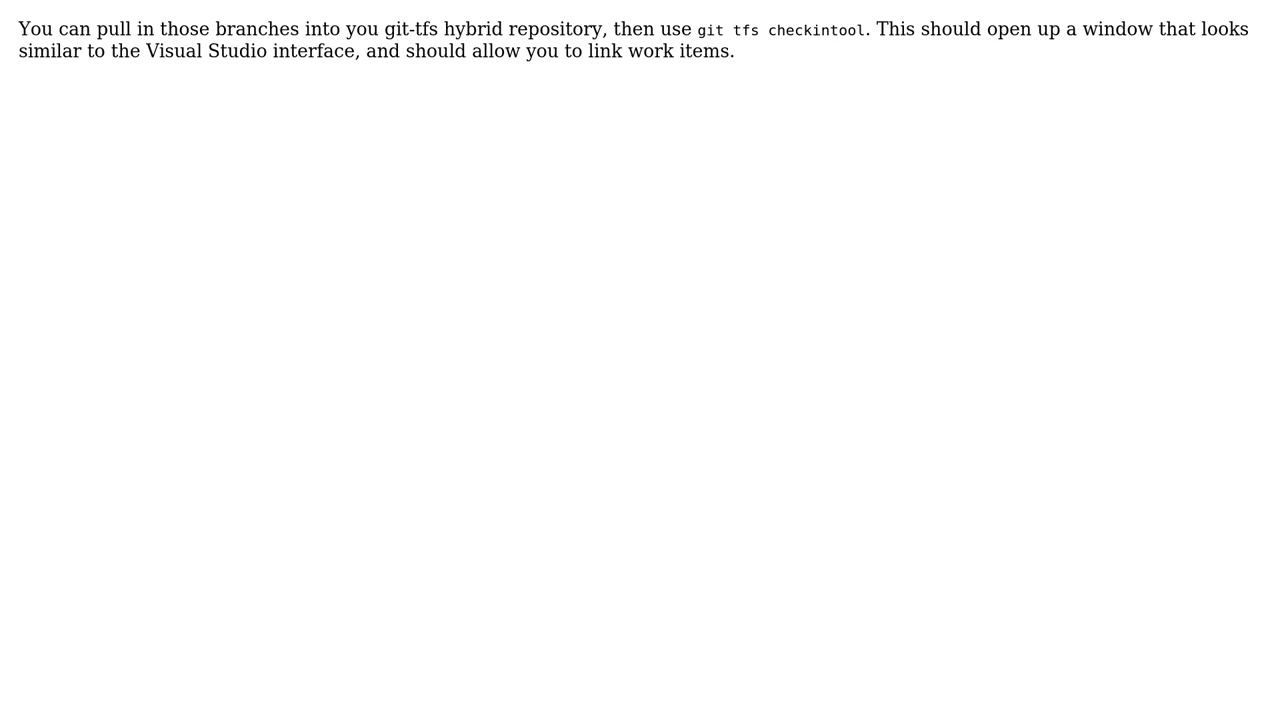 You can pull in those branches into you git-tfs hybrid repository, then use git tfs checkintool. This should open up a window that looks
similar to the Visual Studio interface, and should allow you to link work items.